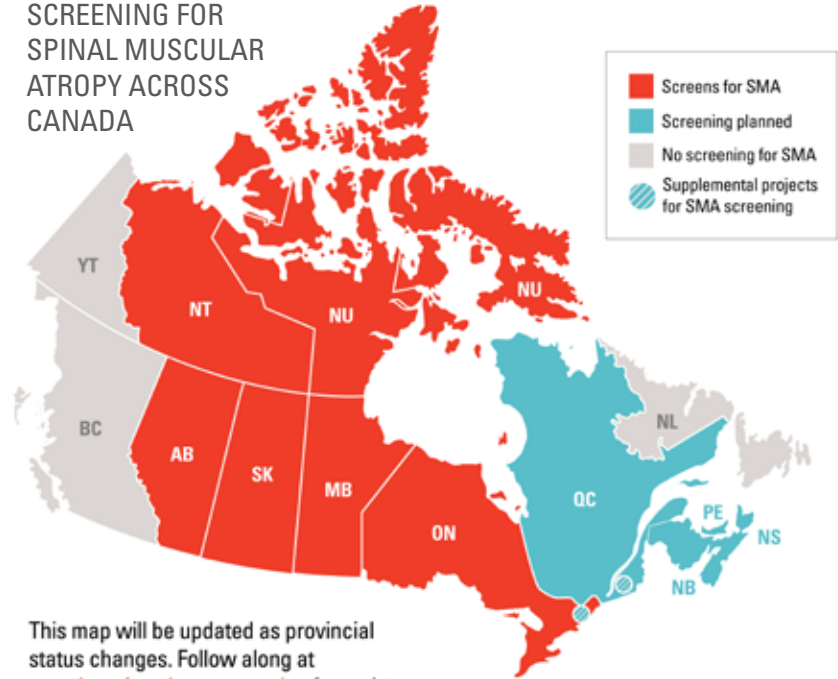 SCREENING FOR
SPINAL MUSCULAR
ATROPY ACROSS
CANADA
Screens for SMA
Screening planned
No screening for SMA
Supplemental projects
for SMA screening
YT
NT
NU
NU
BC
AB
SK
MB
ON
QC
NL
PE
NS
NB
This map will be updated as provincial
status changes. Follow along at